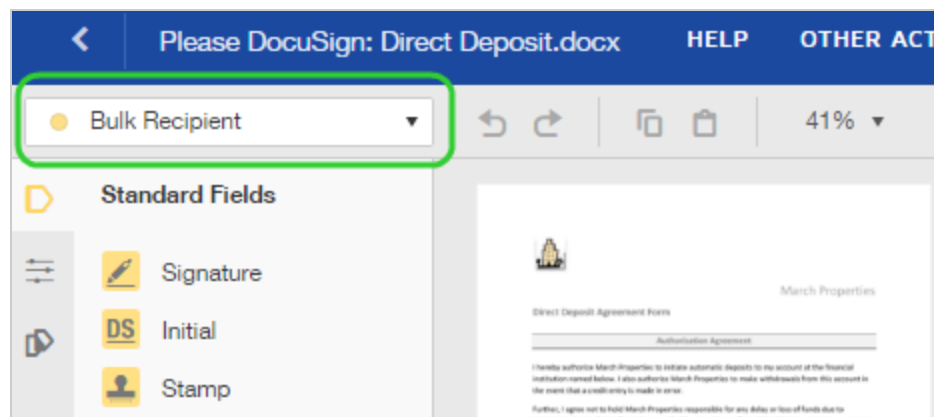 Please DocuSign: Direct Deposit.docx HELP OTHER ACT
Bulk Recipient 41%
Standard Fields
Signature
DS Initial
Stamp
March Properties
Direct Deposit Agreement Form
Authorization Agreement
I hereby authorize March Properties to initiate automatic deposits to my account at the financial
institution named below. I also authorize March Properties to make withdrawals from this account in
the event that a credit entry is made in error.
Further, I agree not to hold March Properties responsible for any delay or loss of funds due to